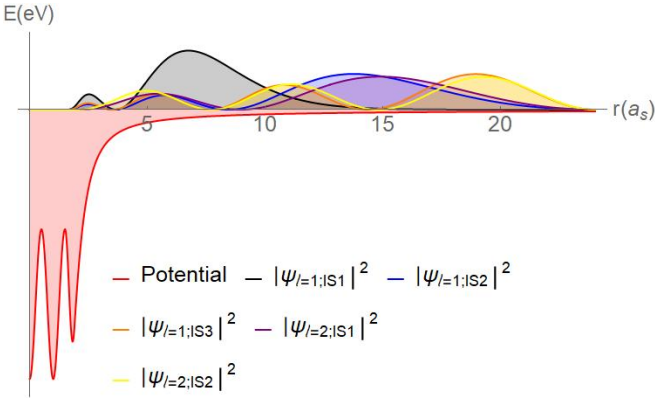 E(eV)
5 10 15 20 r(a_s)
— Potential — |ψ_{l=1;IS1}|^2 — |ψ_{l=1;IS2}|^2
— |ψ_{l=1;IS3}|^2 — |ψ_{l=2;IS1}|^2
— |ψ_{l=2;IS2}|^2